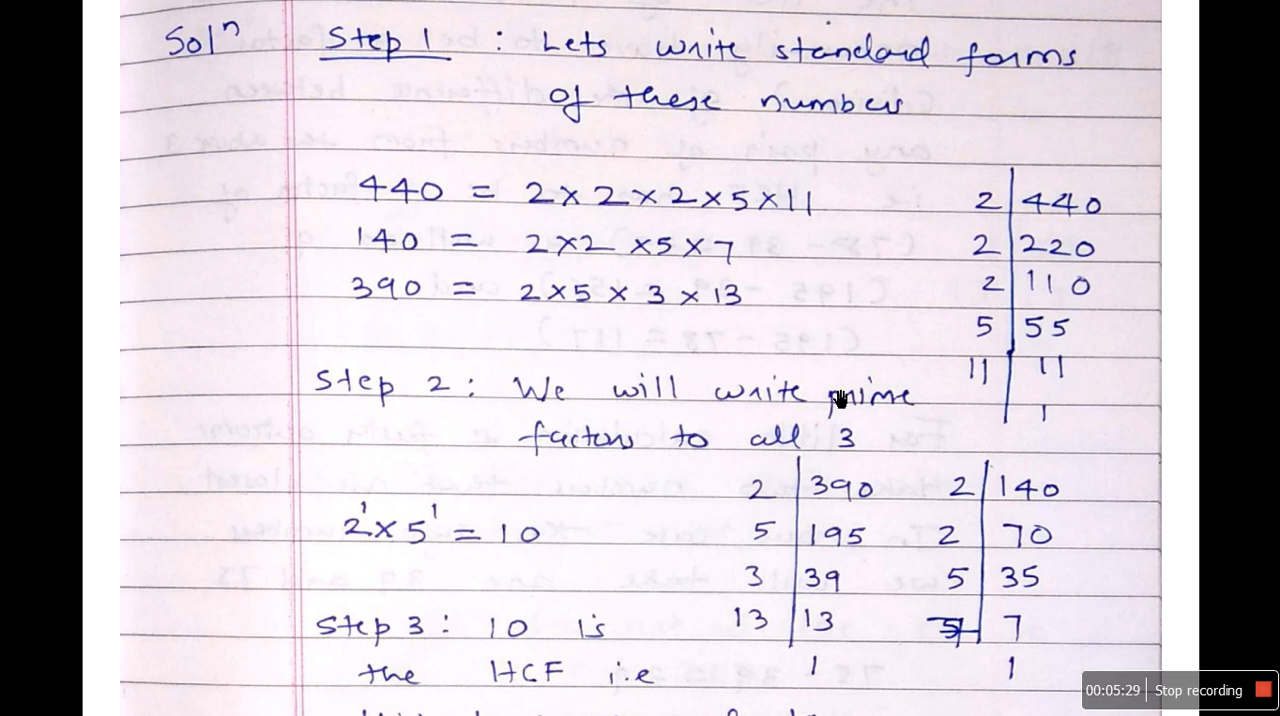 Solⁿ Step 1 : Lets write standard forms
of these numbers
440 = 2 × 2 × 2 × 5 × 11
140 = 2 × 2 × 5 × 7
390 = 2 × 5 × 3 × 13
2 | 440
2 | 220
2 | 110
5 | 55
11 | 11
1
Step 2 : We will write prime
factors to all 3
2¹ × 5¹ = 10
2 | 390
5 | 195
3 | 39
13 | 13
1
2 | 140
2 | 70
5 | 35
7
1
Step 3 : 10 is
the HCF i.e
00:05:29 Stop recording